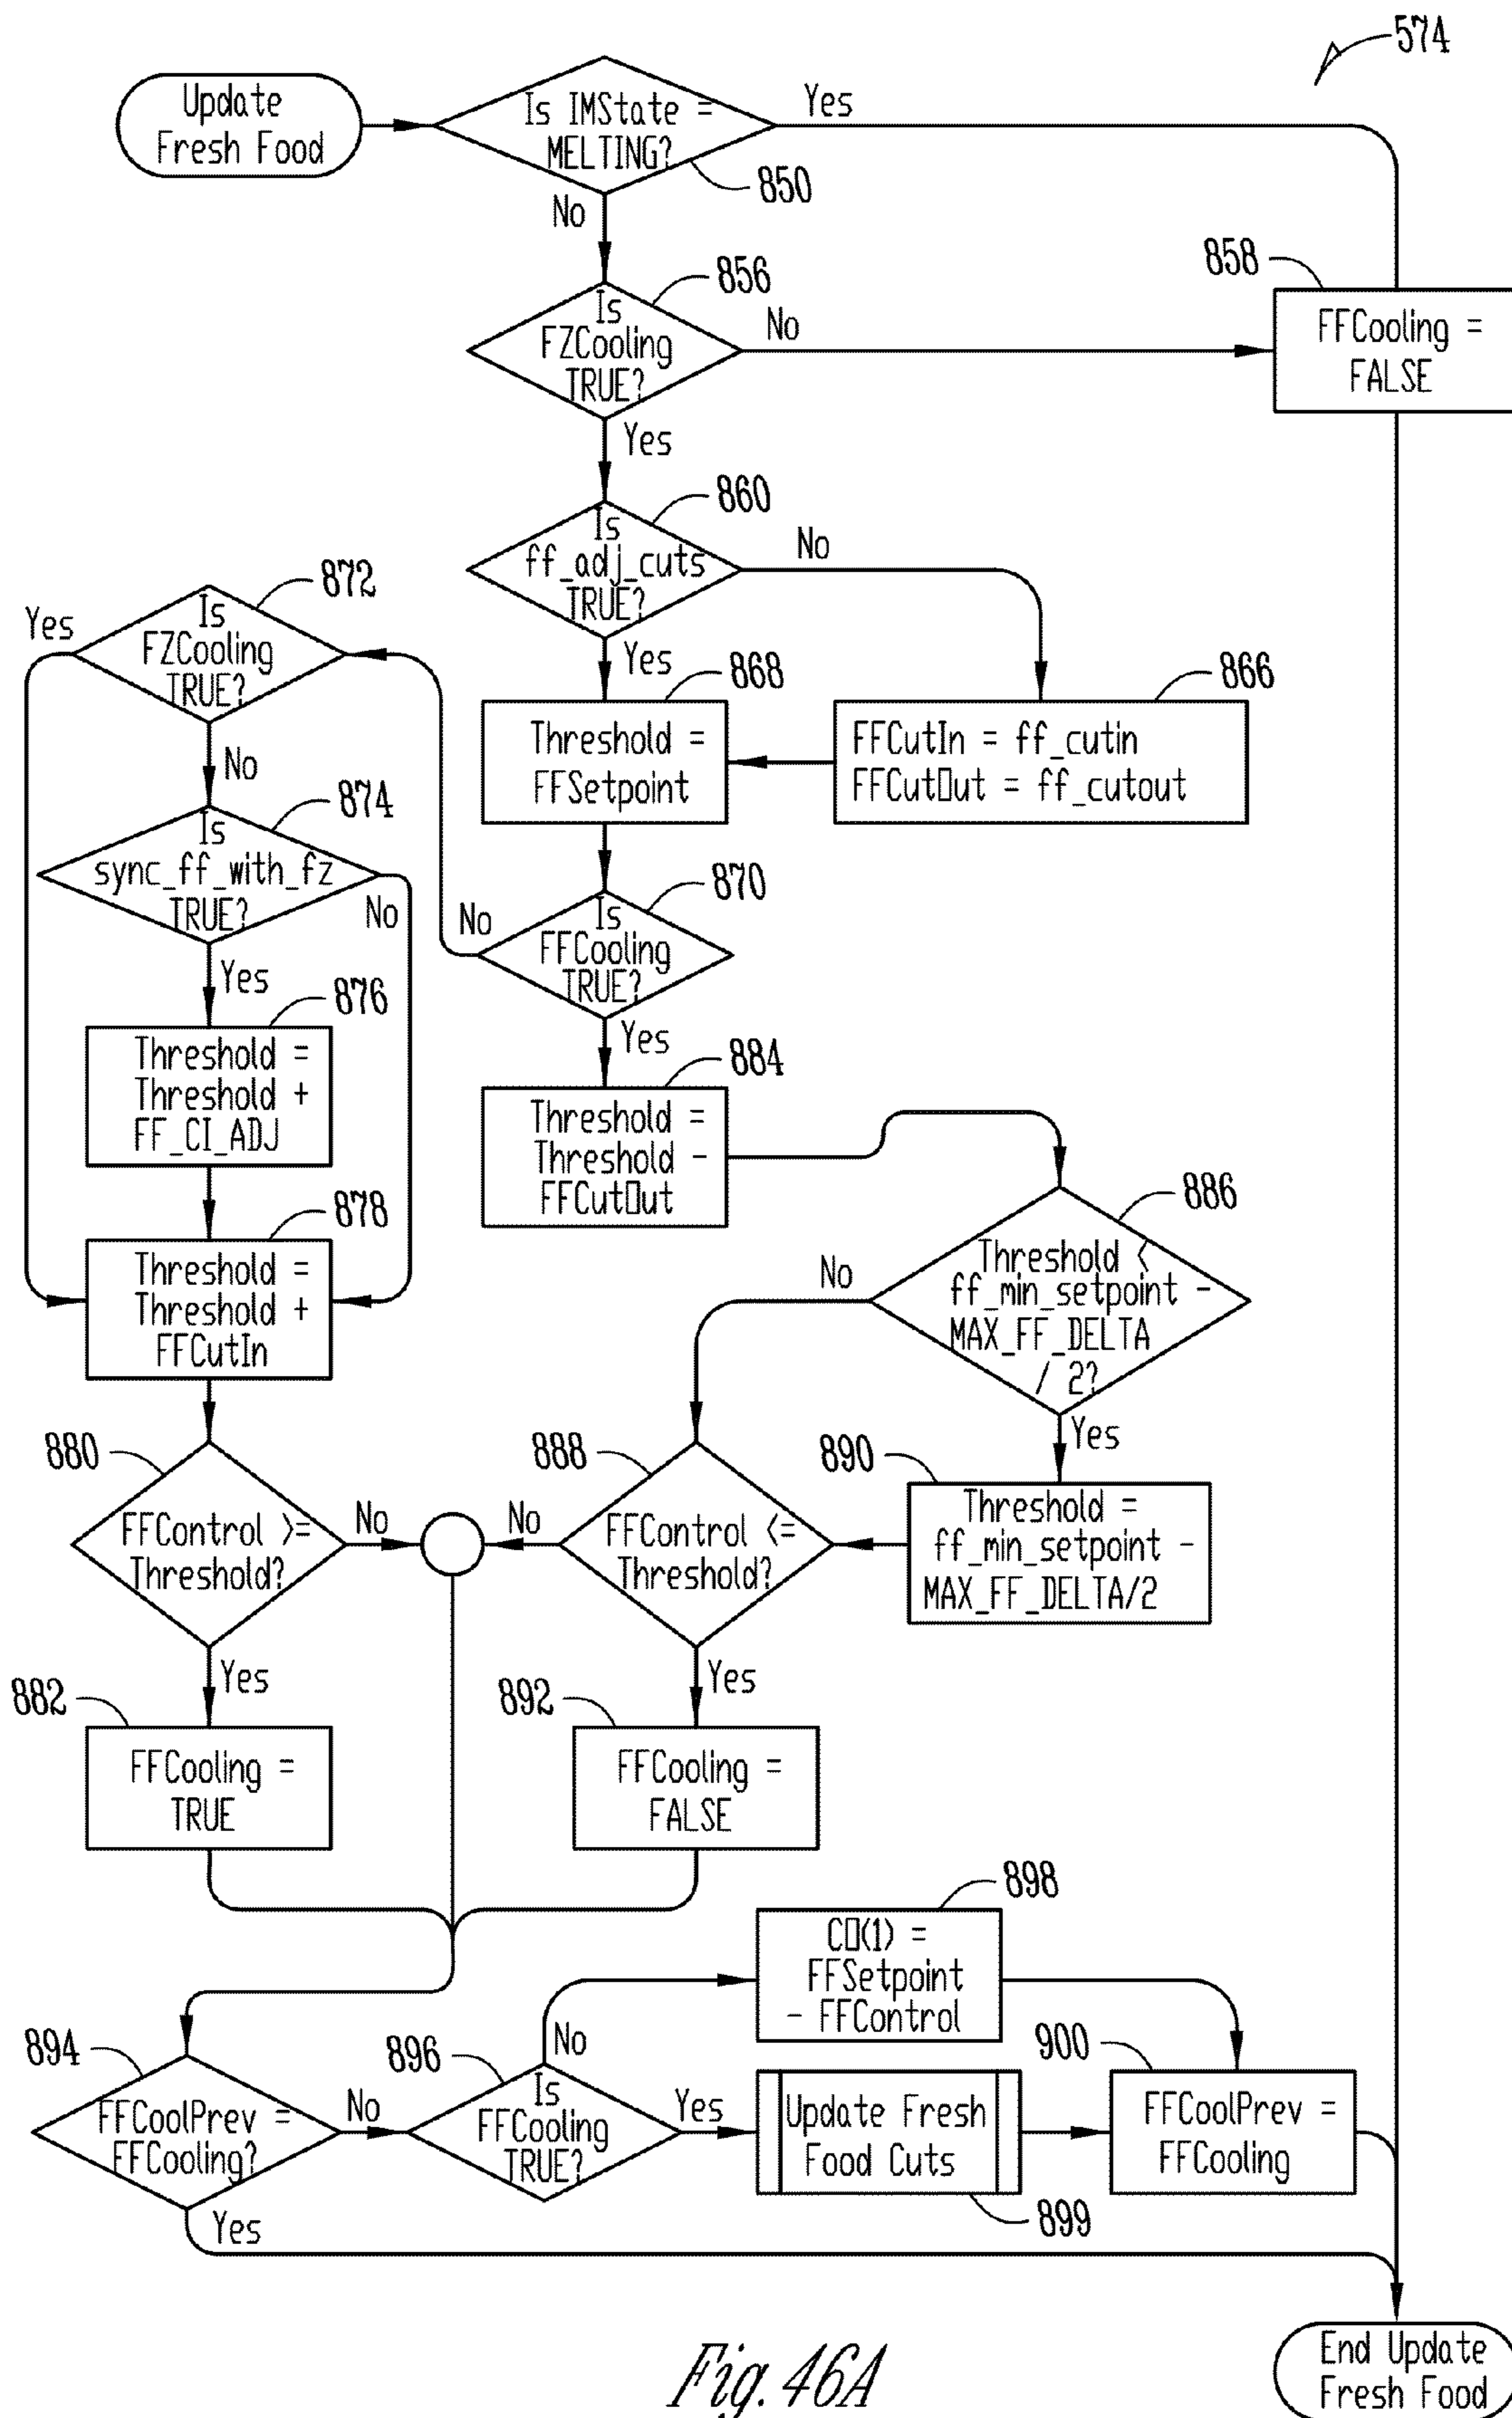 574
Update
Fresh Food
Is IMState =
MELTING?
Yes
850
No
856
Is
FZCooling
TRUE?
No
858
FFCooling =
FALSE
Yes
860
Is
ff_adj_cuts
TRUE?
No
872
Is
FZCooling
TRUE?
Yes
Yes
868
866
Threshold =
FFSetpoint
FFCutIn = ff_cutin
FFCutOut = ff_cutout
No
874
Is
sync_ff_with_fz
TRUE?
No
870
No
Is
FFCooling
TRUE?
Yes
876
Threshold =
Threshold +
FF_CI_ADJ
Yes
884
Threshold =
Threshold -
FFCutOut
878
Threshold =
Threshold +
FFCutIn
886
Threshold <
ff_min_setpoint -
MAX_FF_DELTA
/ 2?
No
Yes
880
FFControl >=
Threshold?
No
888
No
FFControl <=
Threshold?
890
Threshold =
ff_min_setpoint -
MAX_FF_DELTA/2
Yes
Yes
882
FFCooling =
TRUE
892
FFCooling =
FALSE
898
CO(1) =
FFSetpoint
- FFControl
894
FFCoolPrev =
FFCooling?
No
896
No
Is
FFCooling
TRUE?
Yes
Update Fresh
Food Cuts
899
900
FFCoolPrev =
FFCooling
Yes
End Update
Fresh Food
Fig. 46A